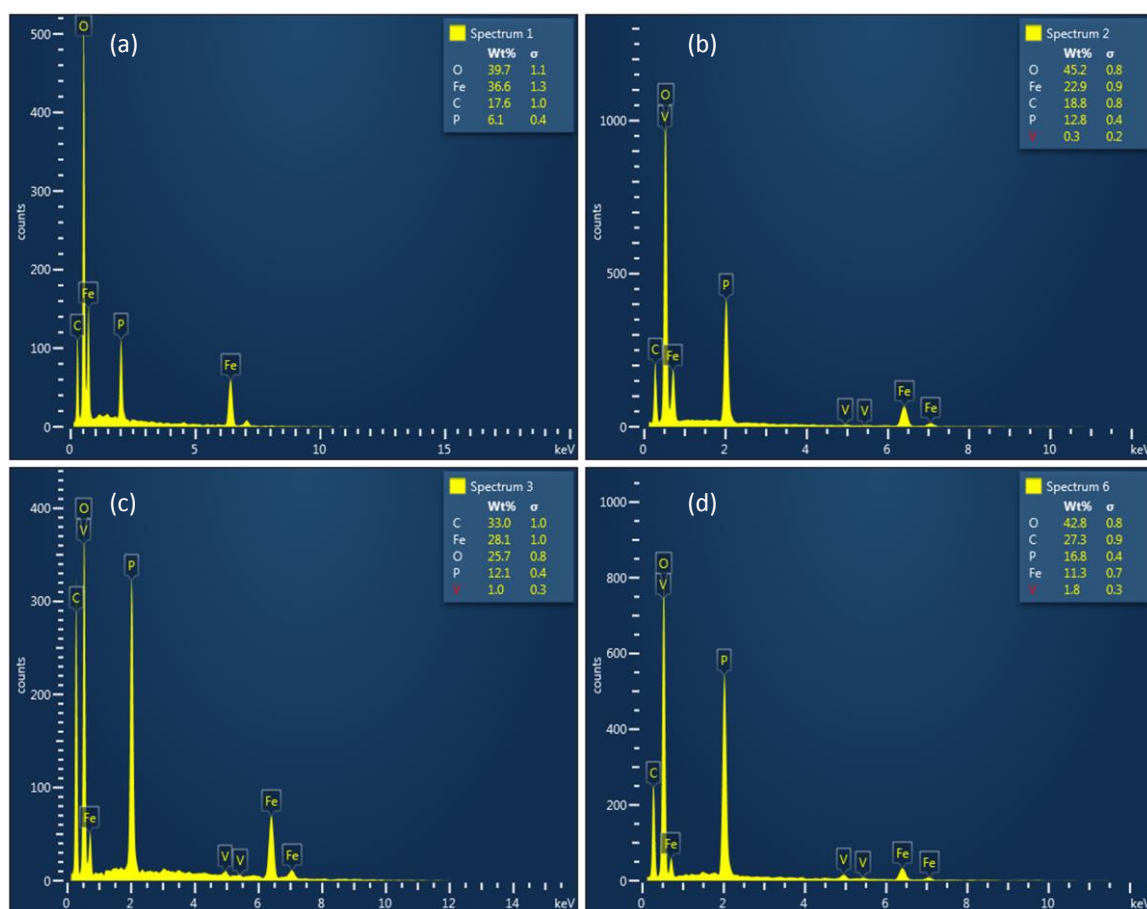 (a)
Spectrum 1
Wt% σ
O 39.7 1.1
Fe 36.6 1.3
C 17.6 1.0
P 6.1 0.4
counts
500
400
300
200
100
0
O
Fe
C
P
Fe
0 5 10 15 keV
(b)
Spectrum 2
Wt% σ
O 45.2 0.8
Fe 22.9 0.9
C 18.8 0.8
P 12.8 0.4
V 0.3 0.2
counts
1000
500
0
O
V
P
C
Fe
V V Fe Fe
0 2 4 6 8 10 keV
(c)
Spectrum 3
Wt% σ
C 33.0 1.0
Fe 28.1 1.0
O 25.7 0.8
P 12.1 0.4
V 1.0 0.3
counts
400
300
200
100
0
O
V
P
C
Fe
Fe
V V Fe
0 2 4 6 8 10 12 14 keV
(d)
Spectrum 6
Wt% σ
O 42.8 0.8
C 27.3 0.9
P 16.8 0.4
Fe 11.3 0.7
V 1.8 0.3
counts
1000
800
600
400
200
0
O
V
P
C
Fe
V V Fe Fe
0 2 4 6 8 10 keV